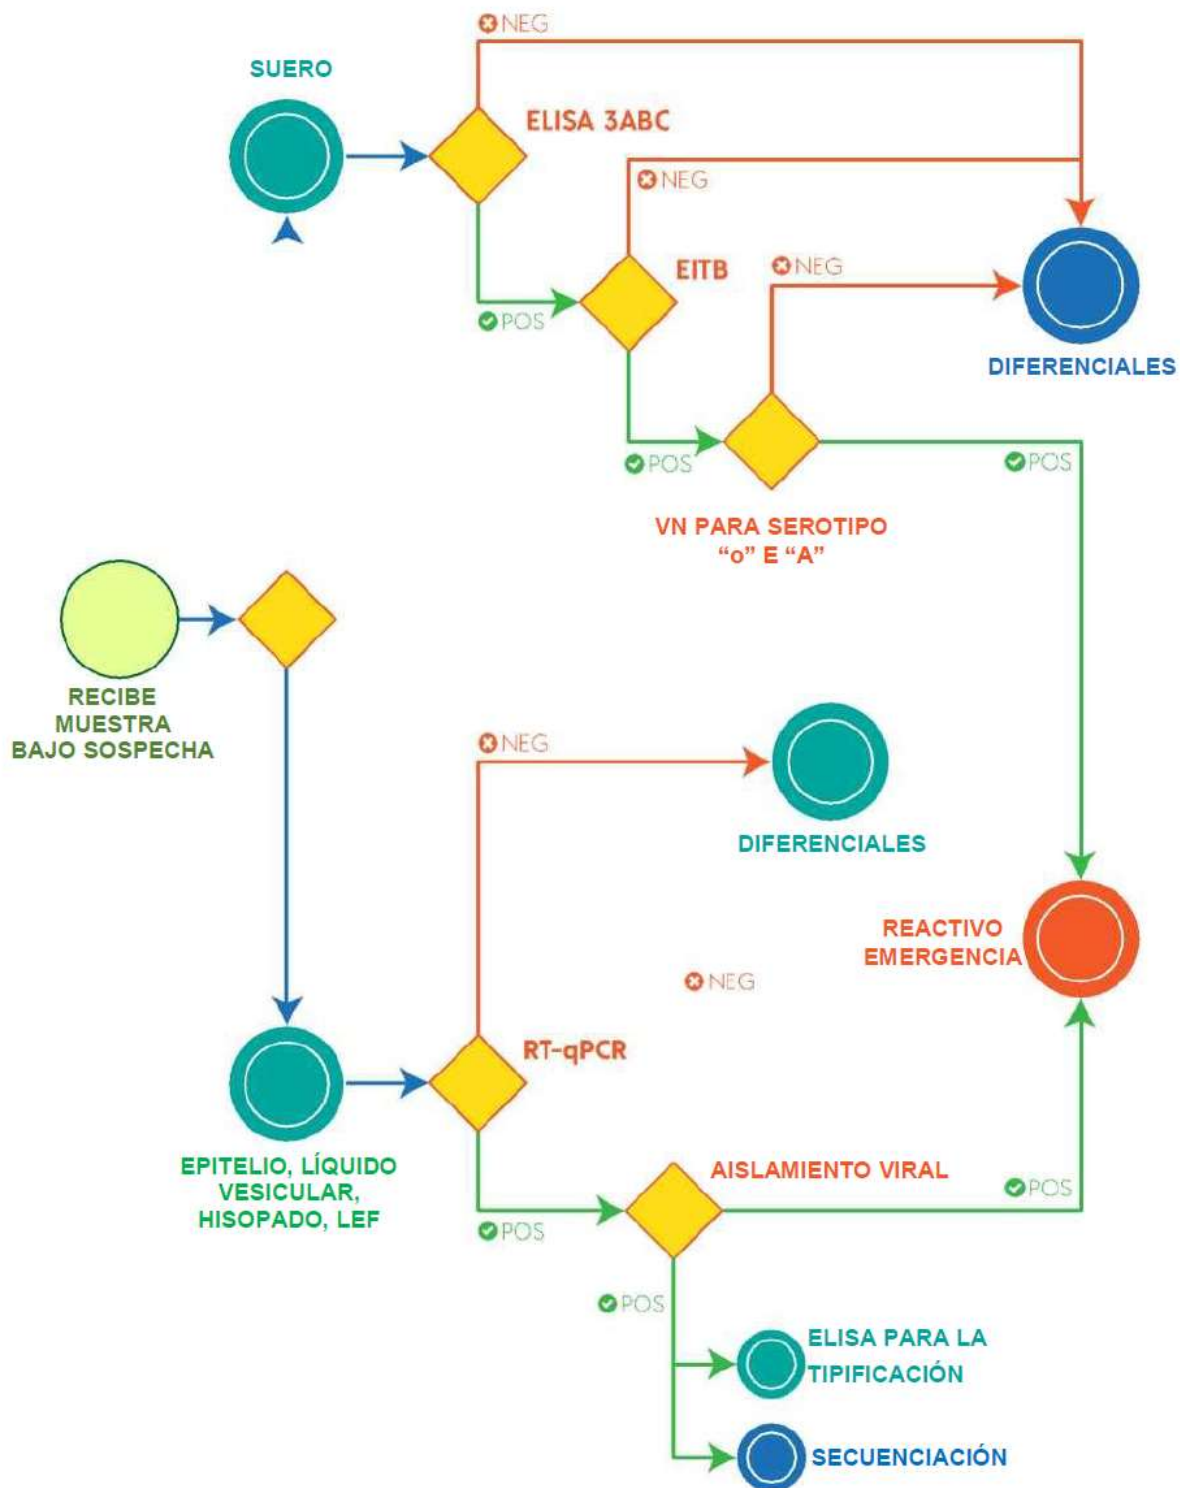 NEG
SUERO
ELISA 3ABC
NEG
EITB
NEG
POS
DIFERENCIALES
POS
POS
VN PARA SEROTIPO
“o” E “A”
RECIBE
MUESTRA
BAJO SOSPECHA
NEG
DIFERENCIALES
REACTIVO
EMERGENCIA
NEG
RT-qPCR
EPITELIO, LÍQUIDO
VESICULAR,
HISOPADO, LEF
AISLAMIENTO VIRAL
POS
POS
POS
ELISA PARA LA
TIPIFICACIÓN
SECUENCIACIÓN